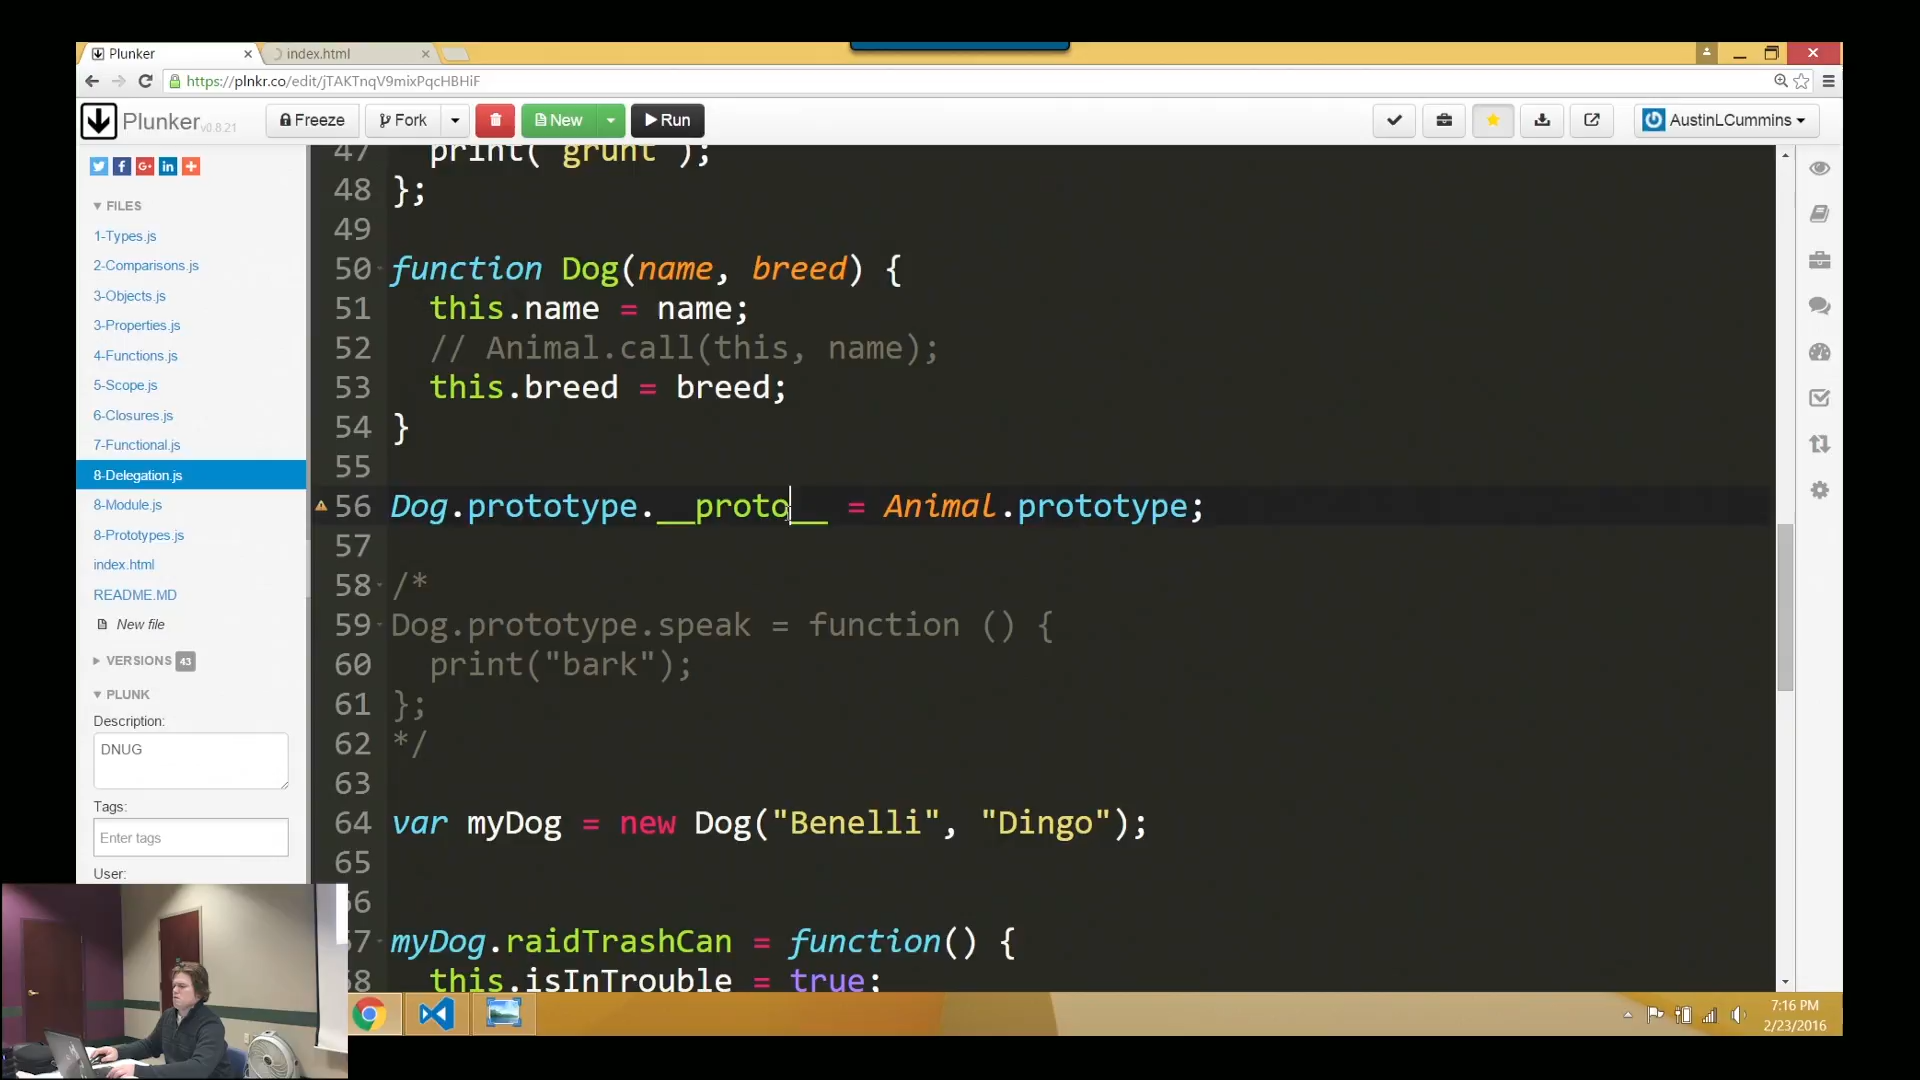 Plunker
index.html
https://plnkr.co/edit/jTAKTnqV9mixPqcHBHiF
Plunker v0.8.21
Freeze
Fork
New
Run
AustinLCummins
FILES
1-Types.js
2-Comparisons.js
3-Objects.js
3-Properties.js
4-Functions.js
5-Scope.js
6-Closures.js
7-Functional.js
8-Delegation.js
8-Module.js
8-Prototypes.js
index.html
README.MD
New file
VERSIONS 43
PLUNK
Description:
DNUG
Tags:
Enter tags
User:
47 print("grunt");
48 };
49
50 function Dog(name, breed) {
51 this.name = name;
52 // Animal.call(this, name);
53 this.breed = breed;
54 }
55
56 Dog.prototype.__proto__ = Animal.prototype;
57
58 /*
59 Dog.prototype.speak = function () {
60 print("bark");
61 };
62 */
63
64 var myDog = new Dog("Benelli", "Dingo");
65
66
67 myDog.raidTrashCan = function() {
68 this.isInTrouble = true;
7:16 PM
2/23/2016